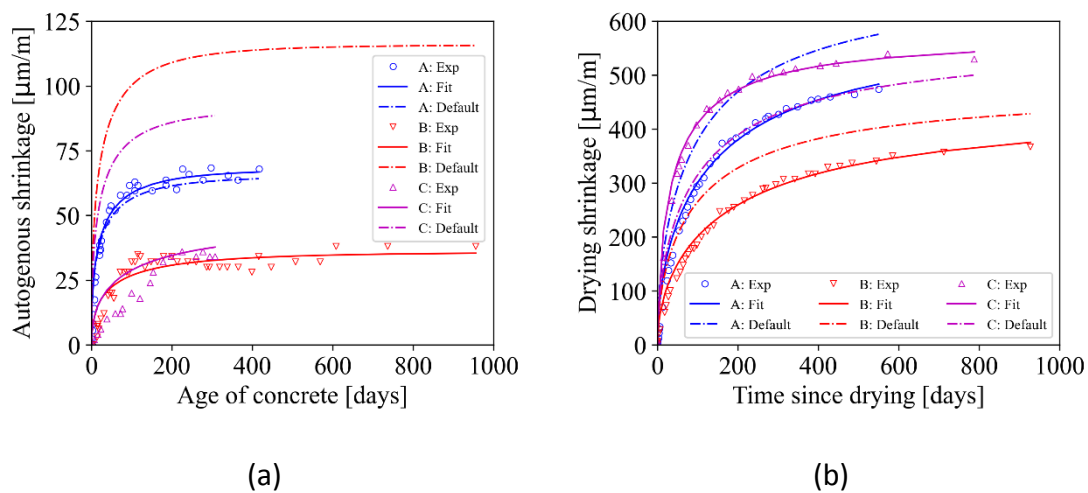 125
100
75
50
25
0
Autogenous shrinkage [μm/m]
0 200 400 600 800 1000
Age of concrete [days]
A: Exp
A: Fit
A: Default
B: Exp
B: Fit
B: Default
C: Exp
C: Fit
C: Default
(a)
600
500
400
300
200
100
0
Drying shrinkage [μm/m]
0 200 400 600 800 1000
Time since drying [days]
A: Exp B: Exp C: Exp
A: Fit B: Fit C: Fit
A: Default B: Default C: Default
(b)